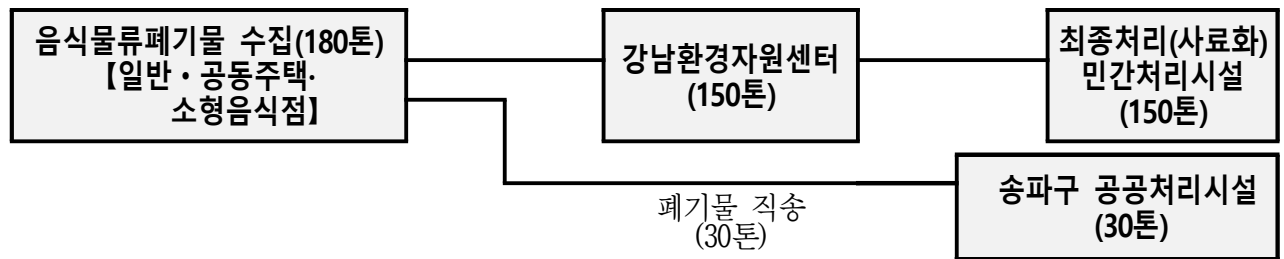 음식물류폐기물 수집(180톤)
【일반・공동주택·
소형음식점】
강남환경자원센터
(150톤)
최종처리(사료화)
민간처리시설
(150톤)
폐기물 직송
(30톤)
송파구 공공처리시설
(30톤)